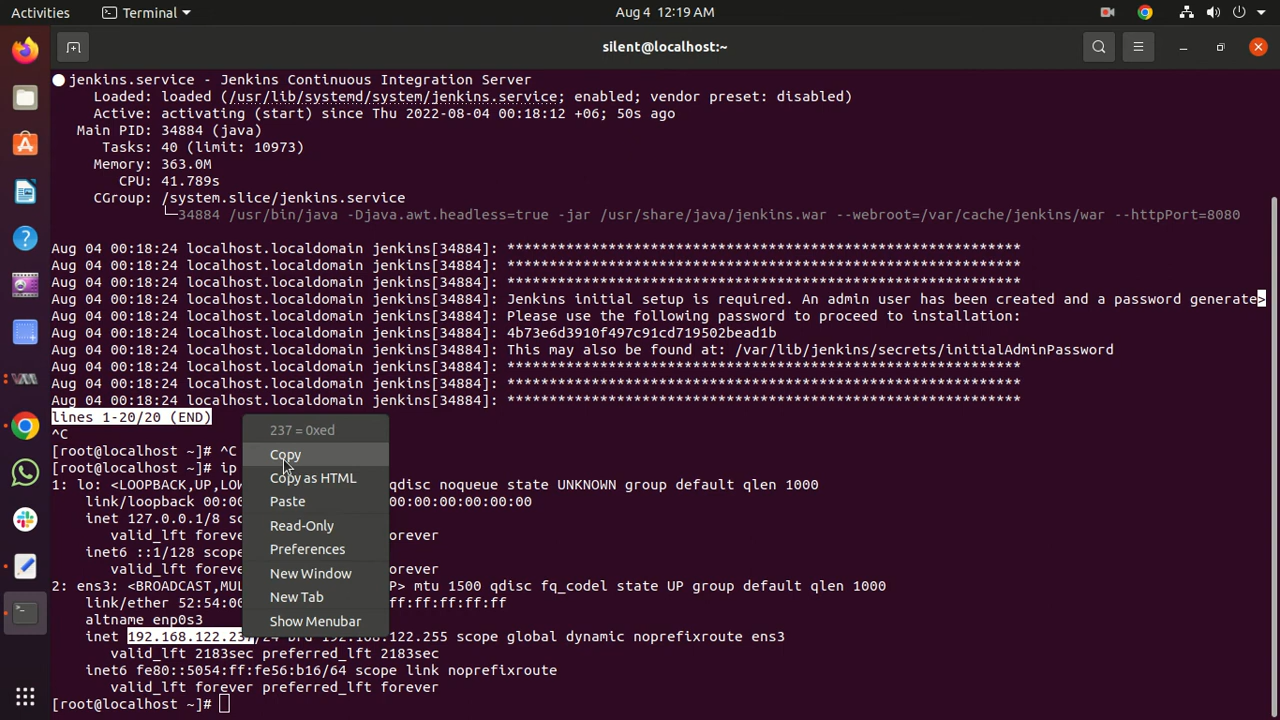 Activities
Terminal
Aug 4 12:19 AM
silent@localhost:~
jenkins.service - Jenkins Continuous Integration Server
Loaded: loaded (/usr/lib/systemd/system/jenkins.service; enabled; vendor preset: disabled)
Active: activating (start) since Thu 2022-08-04 00:18:12 +06; 50s ago
Main PID: 34884 (java)
Tasks: 40 (limit: 10973)
Memory: 363.0M
CPU: 41.789s
CGroup: /system.slice/jenkins.service
└─34884 /usr/bin/java -Djava.awt.headless=true -jar /usr/share/java/jenkins.war --webroot=/var/cache/jenkins/war --httpPort=8080
Aug 04 00:18:24 localhost.localdomain jenkins[34884]: *************************************************************
Aug 04 00:18:24 localhost.localdomain jenkins[34884]: *************************************************************
Aug 04 00:18:24 localhost.localdomain jenkins[34884]: *************************************************************
Aug 04 00:18:24 localhost.localdomain jenkins[34884]: Jenkins initial setup is required. An admin user has been created and a password generate>
Aug 04 00:18:24 localhost.localdomain jenkins[34884]: Please use the following password to proceed to installation:
Aug 04 00:18:24 localhost.localdomain jenkins[34884]: 4b73e6d3910f497c91cd719502bead1b
Aug 04 00:18:24 localhost.localdomain jenkins[34884]: This may also be found at: /var/lib/jenkins/secrets/initialAdminPassword
Aug 04 00:18:24 localhost.localdomain jenkins[34884]: *************************************************************
Aug 04 00:18:24 localhost.localdomain jenkins[34884]: *************************************************************
Aug 04 00:18:24 localhost.localdomain jenkins[34884]: *************************************************************
lines 1-20/20 (END)
^C
[root@localhost ~]# ^C
[root@localhost ~]# ip
1: lo: <LOOPBACK,UP,LOW qdisc noqueue state UNKNOWN group default qlen 1000
link/loopback 00:00 00:00:00:00:00:00
inet 127.0.0.1/8 sc
valid_lft foreve orever
inet6 ::1/128 scope
valid_lft foreve orever
2: ens3: <BROADCAST,MUL P> mtu 1500 qdisc fq_codel state UP group default qlen 1000
link/ether 52:54:00 ff:ff:ff:ff:ff
altname enp0s3
inet 192.168.122.237/24 brd 192.168.122.255 scope global dynamic noprefixroute ens3
valid_lft 2183sec preferred_lft 2183sec
inet6 fe80::5054:ff:fe56:b16/64 scope link noprefixroute
valid_lft forever preferred_lft forever
[root@localhost ~]#
237 = 0xed
Copy
Copy as HTML
Paste
Read-Only
Preferences
New Window
New Tab
Show Menubar